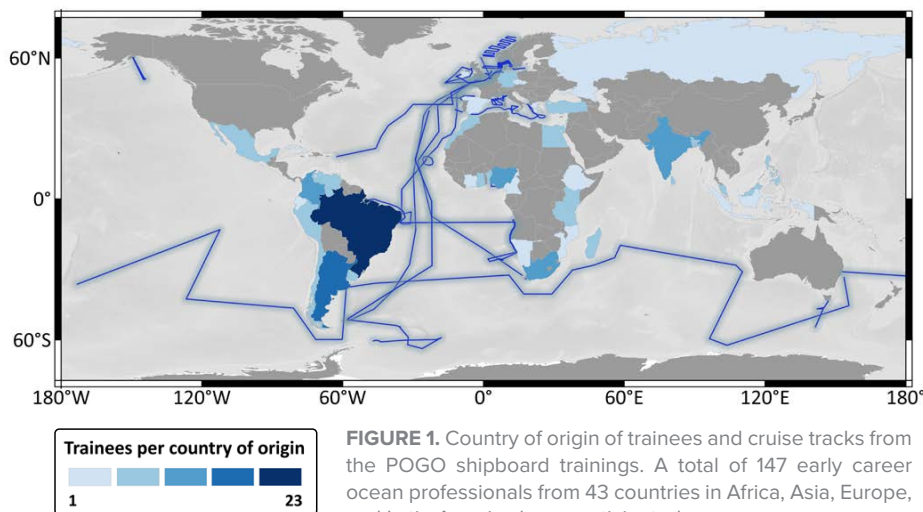 60°N
0°
60°S
180°W 120°W 60°W 0° 60°E 120°E 180°
Trainees per country of origin
1 23
FIGURE 1. Country of origin of trainees and cruise tracks from
the POGO shipboard trainings. A total of 147 early career
ocean professionals from 43 countries in Africa, Asia, Europe,